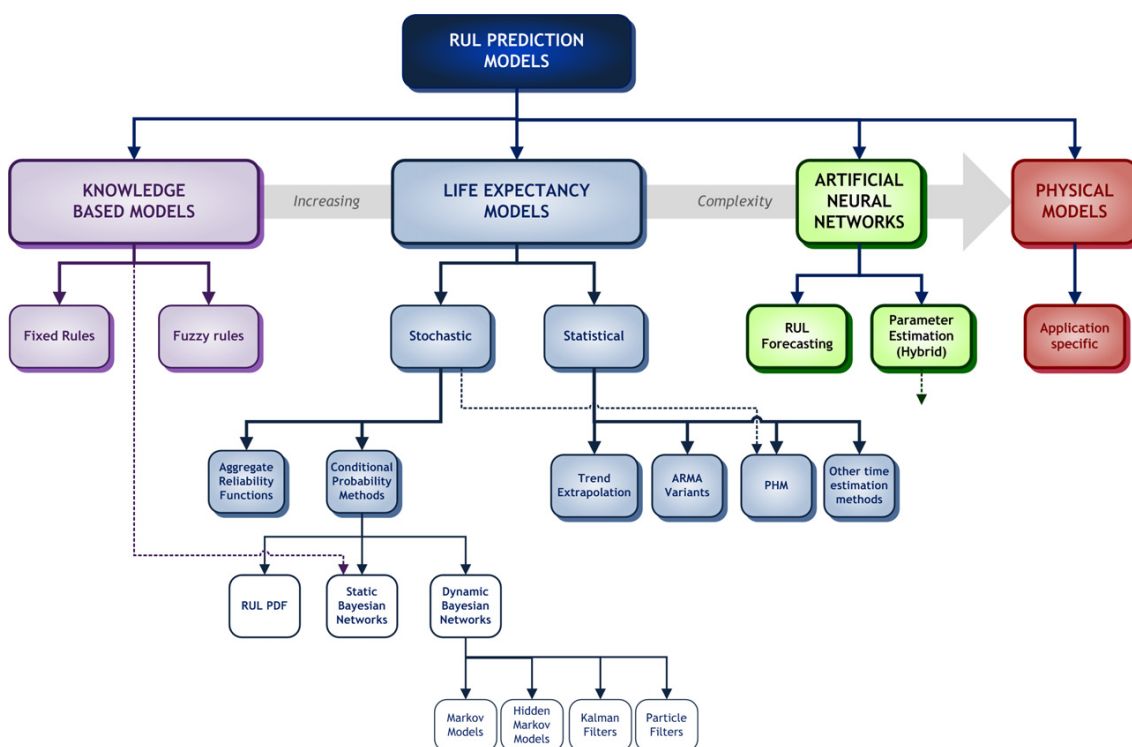 RUL PREDICTION
MODELS
KNOWLEDGE
BASED MODELS
Increasing
LIFE EXPECTANCY
MODELS
Complexity
ARTIFICIAL
NEURAL
NETWORKS
PHYSICAL
MODELS
Fixed Rules
Fuzzy rules
Stochastic
Statistical
RUL
Forecasting
Parameter
Estimation
(Hybrid)
Application
specific
Aggregate
Reliability
Functions
Conditional
Probability
Methods
Trend
Extrapolation
ARMA
Variants
PHM
Other time
estimation
methods
RUL PDF
Static
Bayesian
Networks
Dynamic
Bayesian
Networks
Markov
Models
Hidden
Markov
Models
Kalman
Filters
Particle
Filters